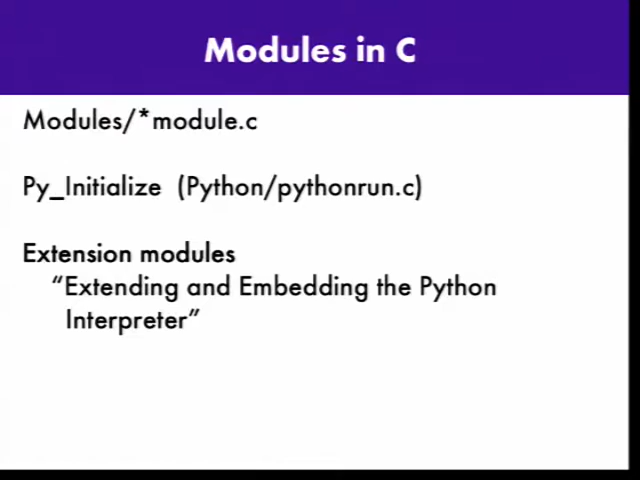 Modules in C
Modules/*module.c
Py_Initialize (Python/pythonrun.c)
Extension modules
“Extending and Embedding the Python
Interpreter”